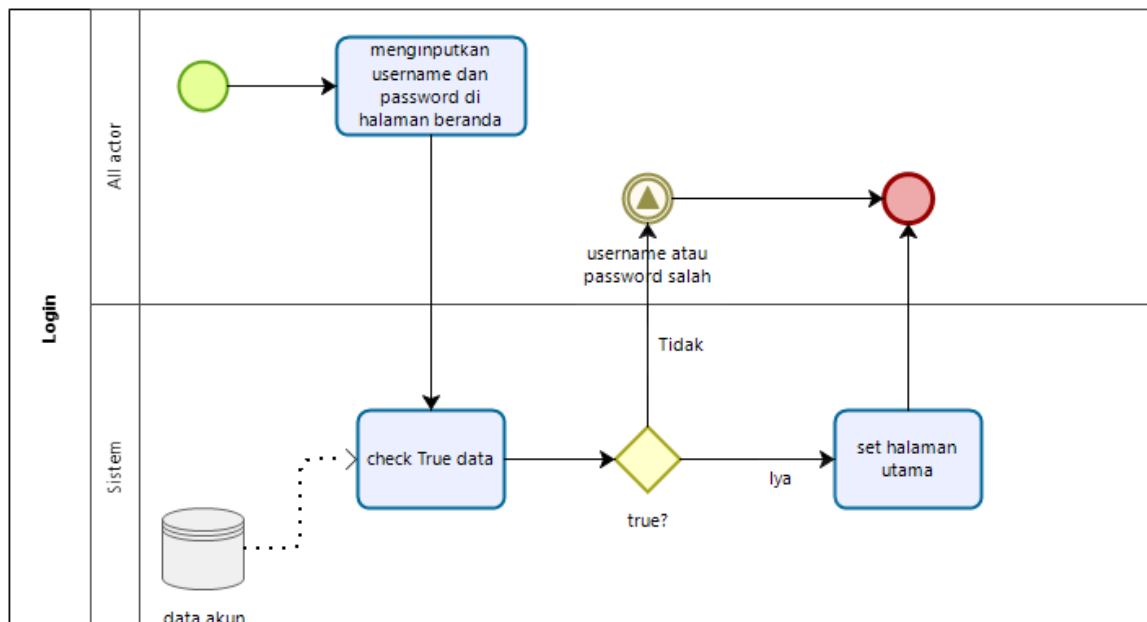 Login
All actor
menginputkan
username dan
password di
halaman beranda
username atau
password salah
Sistem
Tidak
check True data
true?
Iya
set halaman
utama
data akun